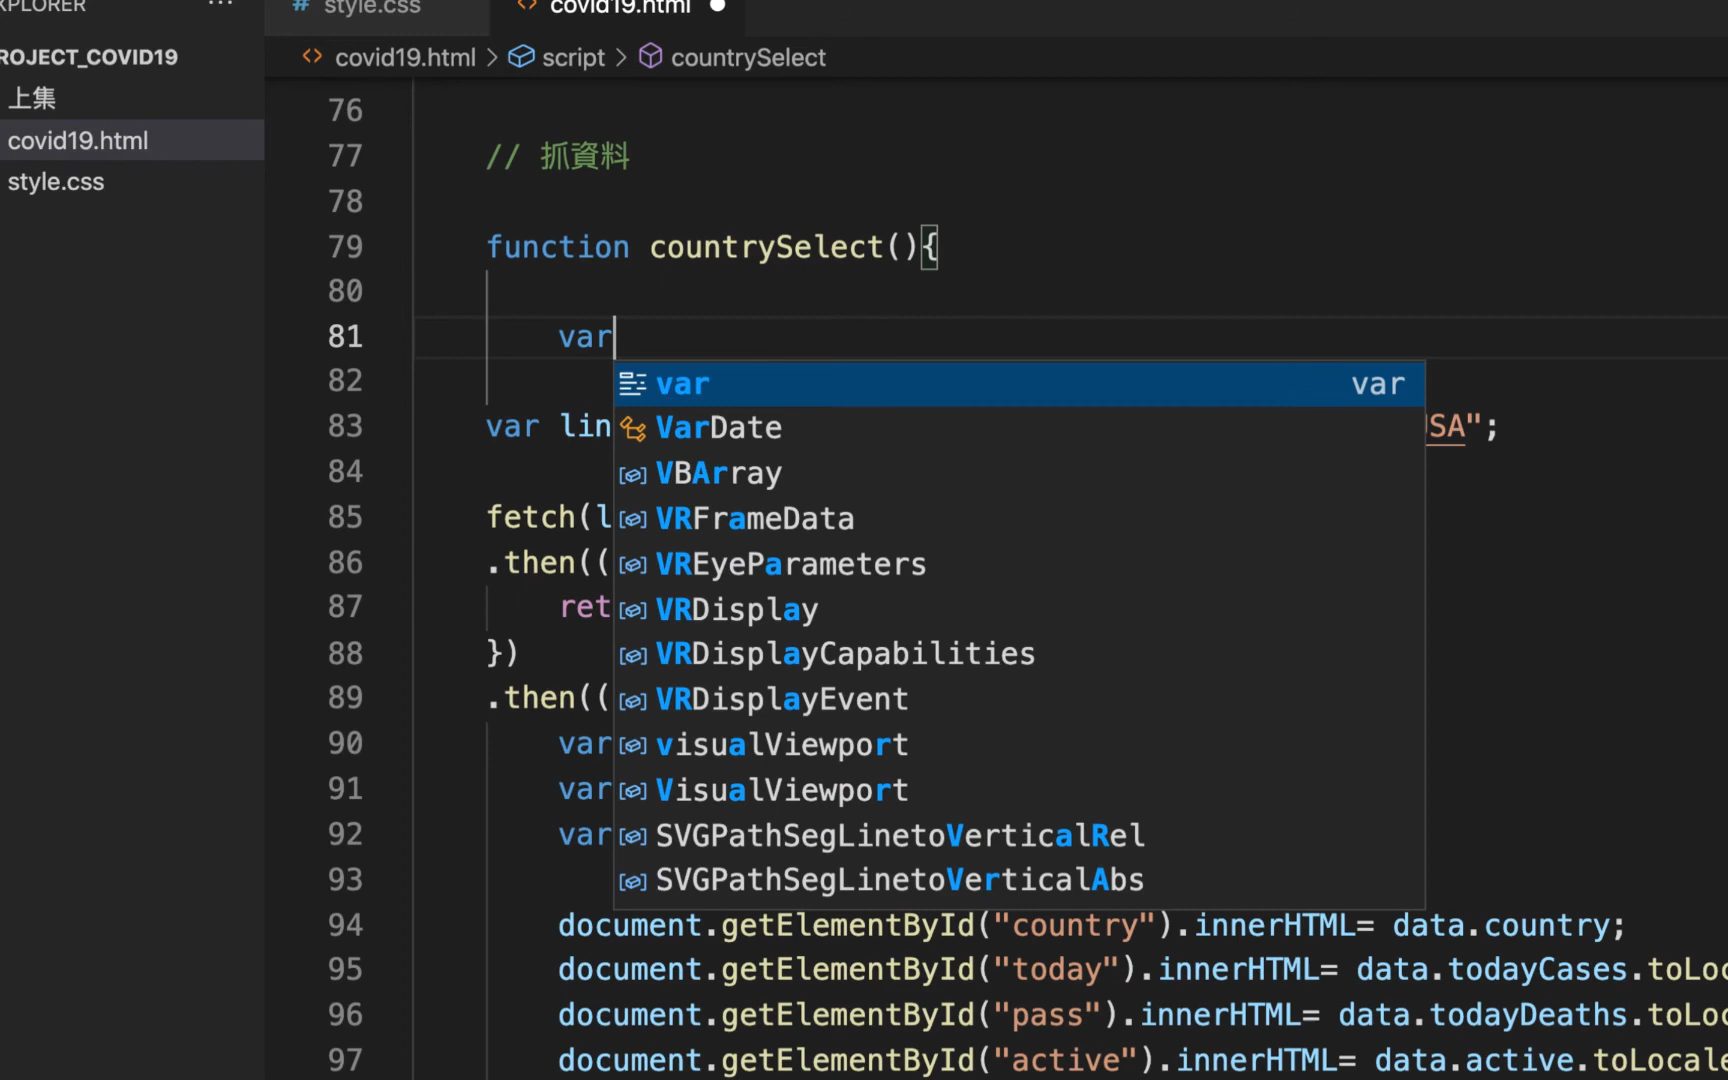 XPLORER ...
# style.css
<> covid19.html ●
ROJECT_COVID19
<> covid19.html > script > countrySelect
上集
covid19.html
style.css
76
77 // 抓資料
78
79 function countrySelect(){
80
81 var
82
83 var lin SA";
84
85 fetch(l
86 .then((
87 ret
88 })
89 .then((
90 var
91 var
92 var
93
var var
VarDate
VBArray
VRFrameData
VREyeParameters
VRDisplay
VRDisplayCapabilities
VRDisplayEvent
visualViewport
VisualViewport
SVGPathSegLinetoVerticalRel
SVGPathSegLinetoVerticalAbs
94 document.getElementById("country").innerHTML= data.country;
95 document.getElementById("today").innerHTML= data.todayCases.toLoc
96 document.getElementById("pass").innerHTML= data.todayDeaths.toLoc
97 document.getElementById("active").innerHTML= data.active.toLocale